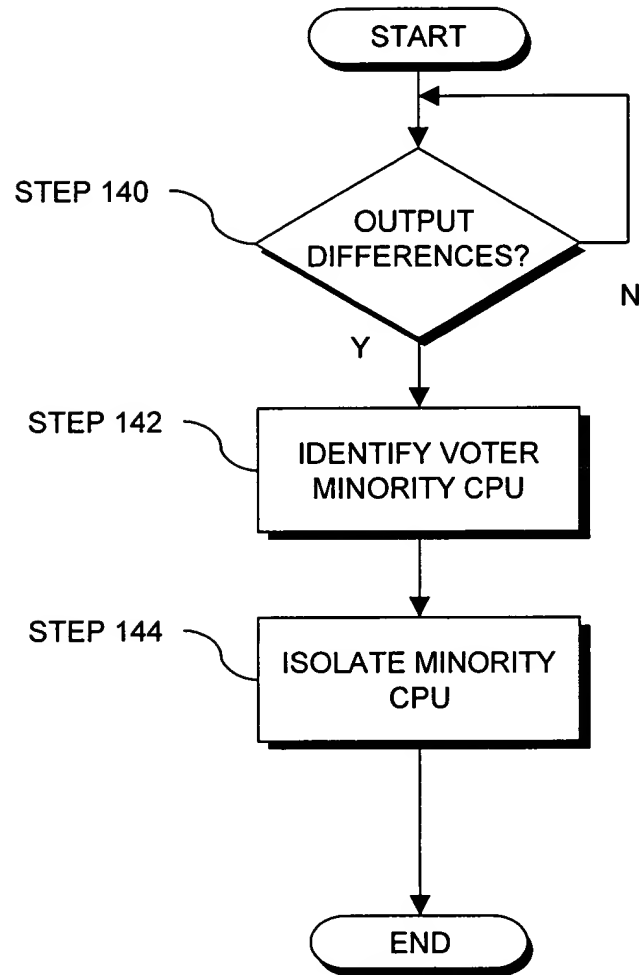 START
STEP 140
OUTPUT
DIFFERENCES?
N
Y
STEP 142
IDENTIFY VOTER
MINORITY CPU
STEP 144
ISOLATE MINORITY
CPU
END